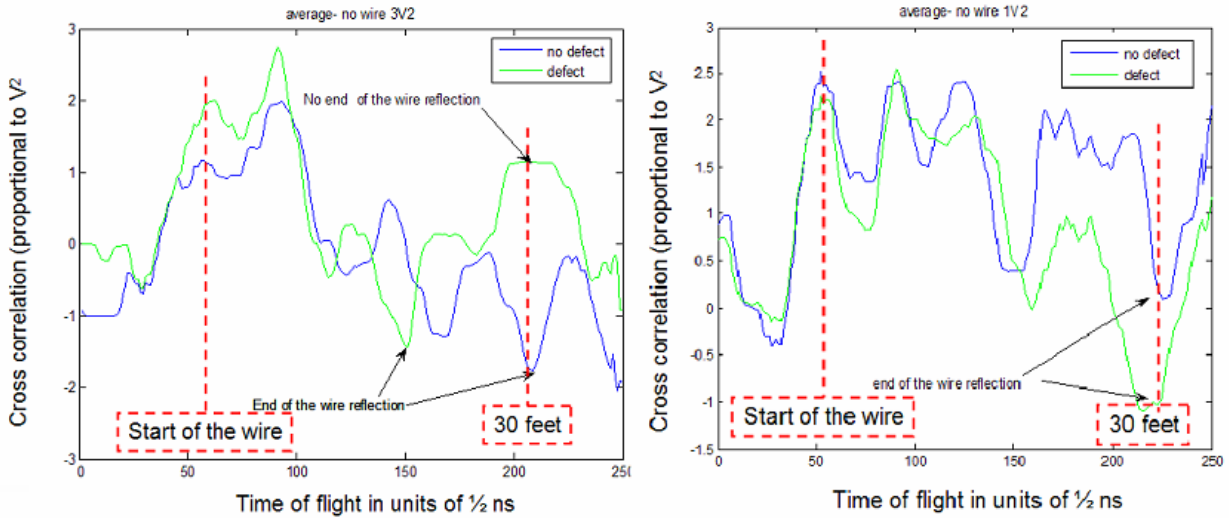 average- no wire 3V2
3
2
1
0
-1
-2
-3
0
50
100
150
200
250
Cross correlation (proportional to V²
no defect
defect
No end of the wire reflection
End of the wire reflection
Start of the wire
30 feet
Time of flight in units of ½ ns
average- no wire 1V2
3
2.5
2
1.5
1
0.5
0
-0.5
-1
-1.5
0
50
100
150
200
250
Cross correlation (proportional to V²
no defect
defect
end of the wire reflection
Start of the wire
30 feet
Time of flight in units of ½ ns